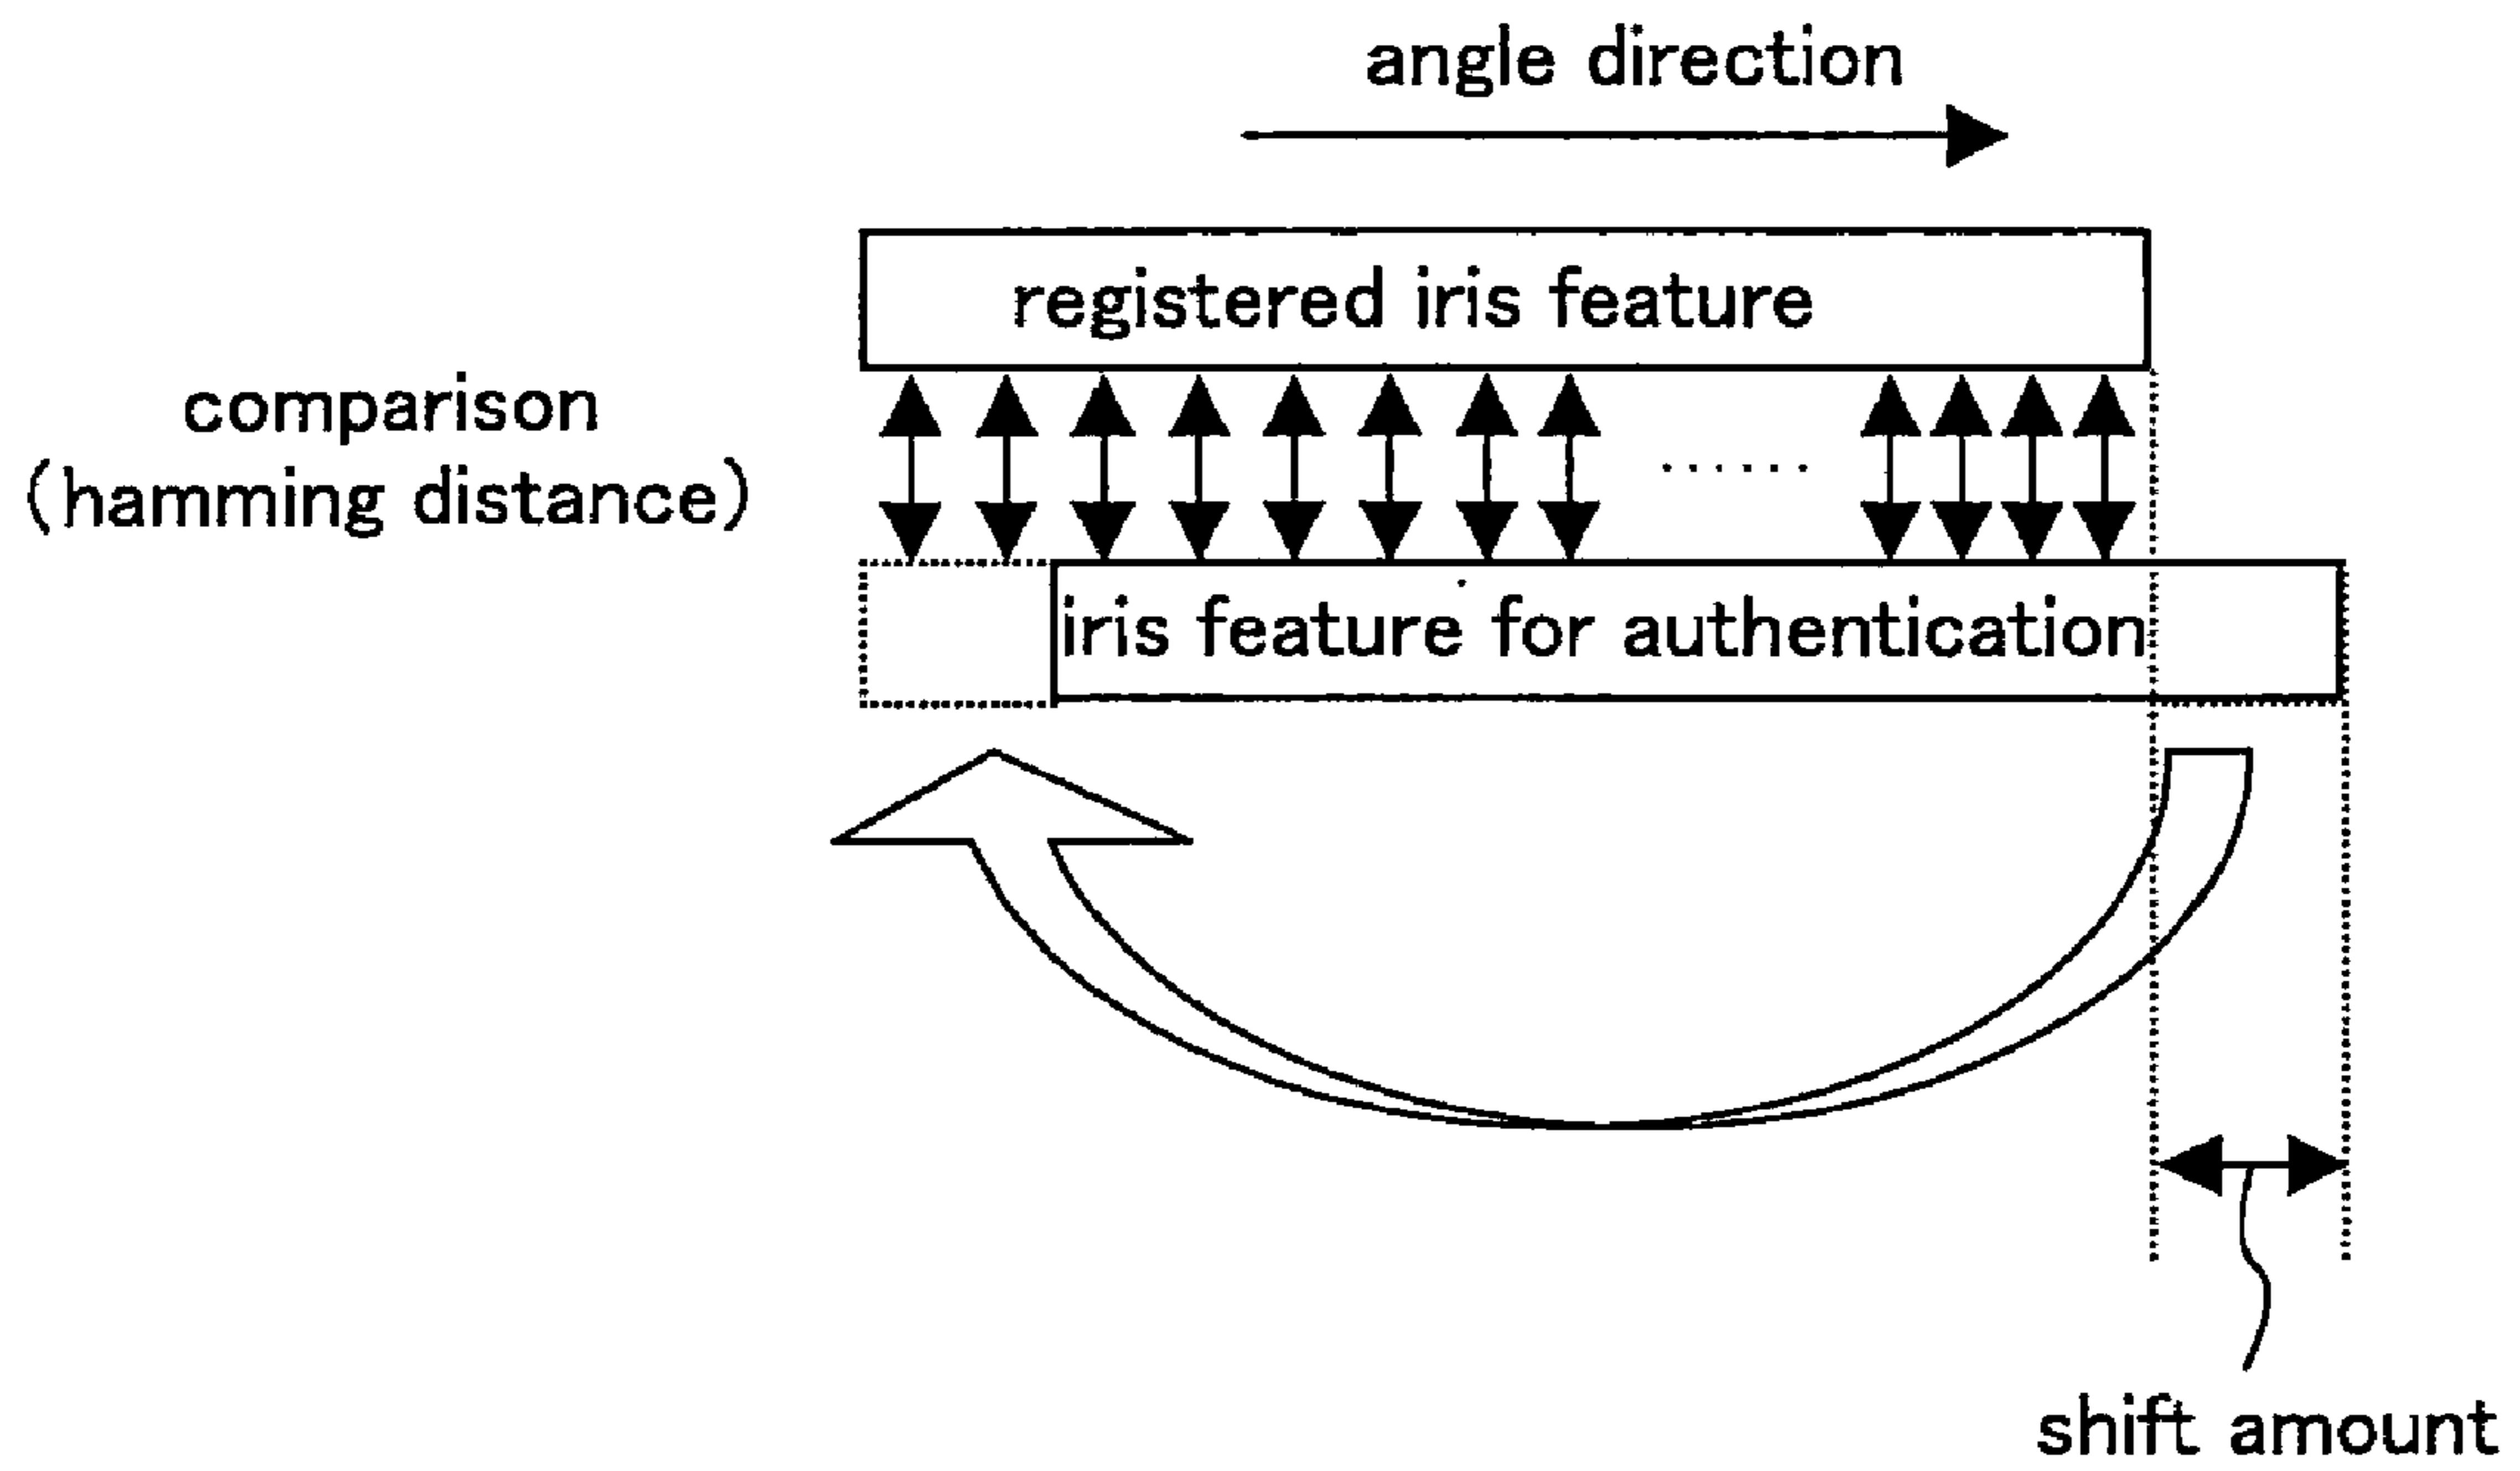 angle direction
registered iris feature
comparison
(hamming distance)
......
iris feature for authentication
shift amount